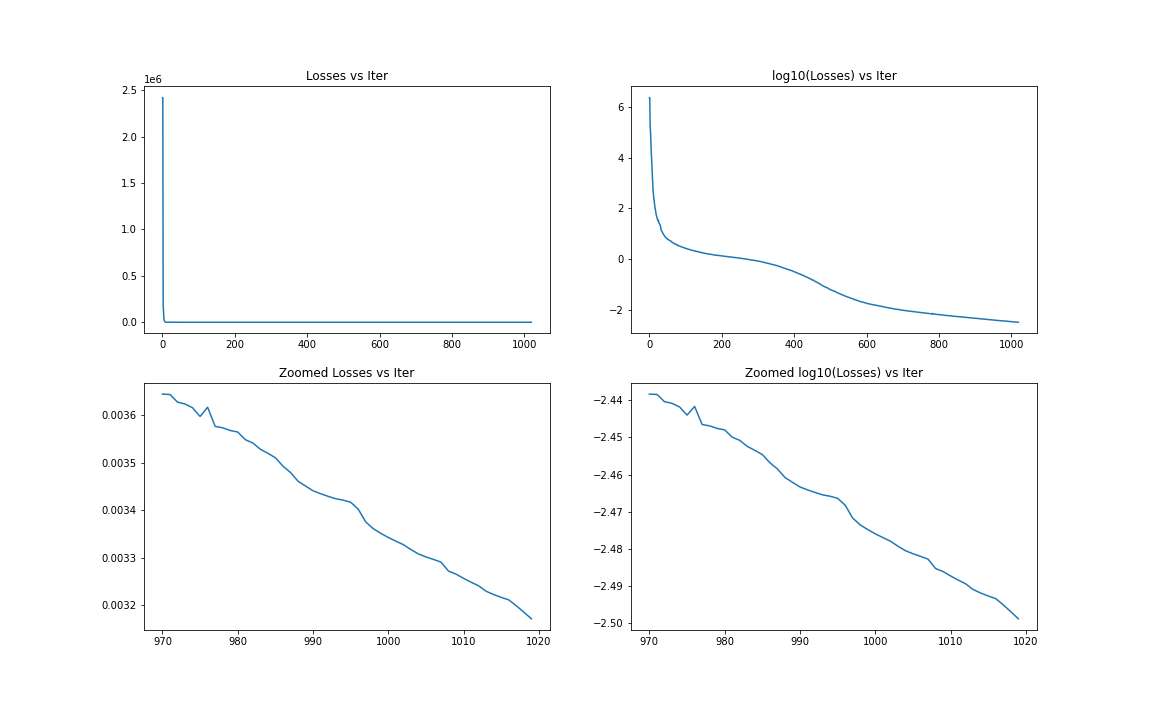 Losses vs Iter
1e6
2.5
2.0
1.5
1.0
0.5
0.0
0 200 400 600 800 1000
log10(Losses) vs Iter
6
4
2
0
−2
0 200 400 600 800 1000
Zoomed Losses vs Iter
0.0036
0.0035
0.0034
0.0033
0.0032
970 980 990 1000 1010 1020
Zoomed log10(Losses) vs Iter
−2.44
−2.45
−2.46
−2.47
−2.48
−2.49
−2.50
970 980 990 1000 1010 1020